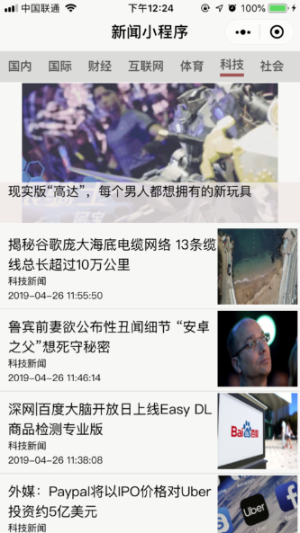 中国联通
下午12:24
100%
新闻小程序
国内 国际 财经 互联网 体育 科技 社会
现实版“高达”，每个男人都想拥有的新玩具
揭秘谷歌庞大海底电缆网络 13条缆
线总长超过10万公里
科技新闻
2019-04-26 11:55:50
鲁宾前妻欲公布性丑闻细节 “安卓
之父”想死守秘密
科技新闻
2019-04-26 11:46:14
深网|百度大脑开放日上线Easy DL
商品检测专业版
科技新闻
2019-04-26 11:38:08
Bai 百度
外媒：Paypal将以IPO价格对Uber
投资约5亿美元
科技新闻
Uber